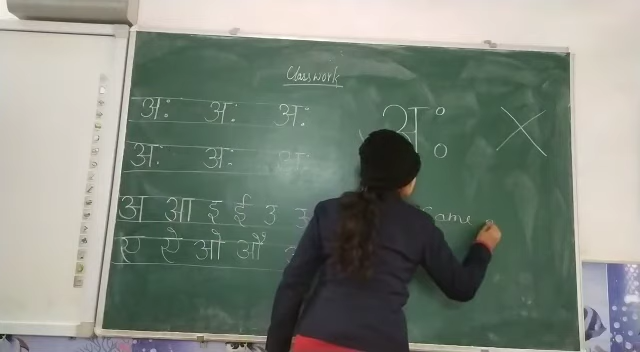 Classwork
अः अः अः
अः अः अः
अः
अ आ इ ई उ
ए ऐ ओ औ